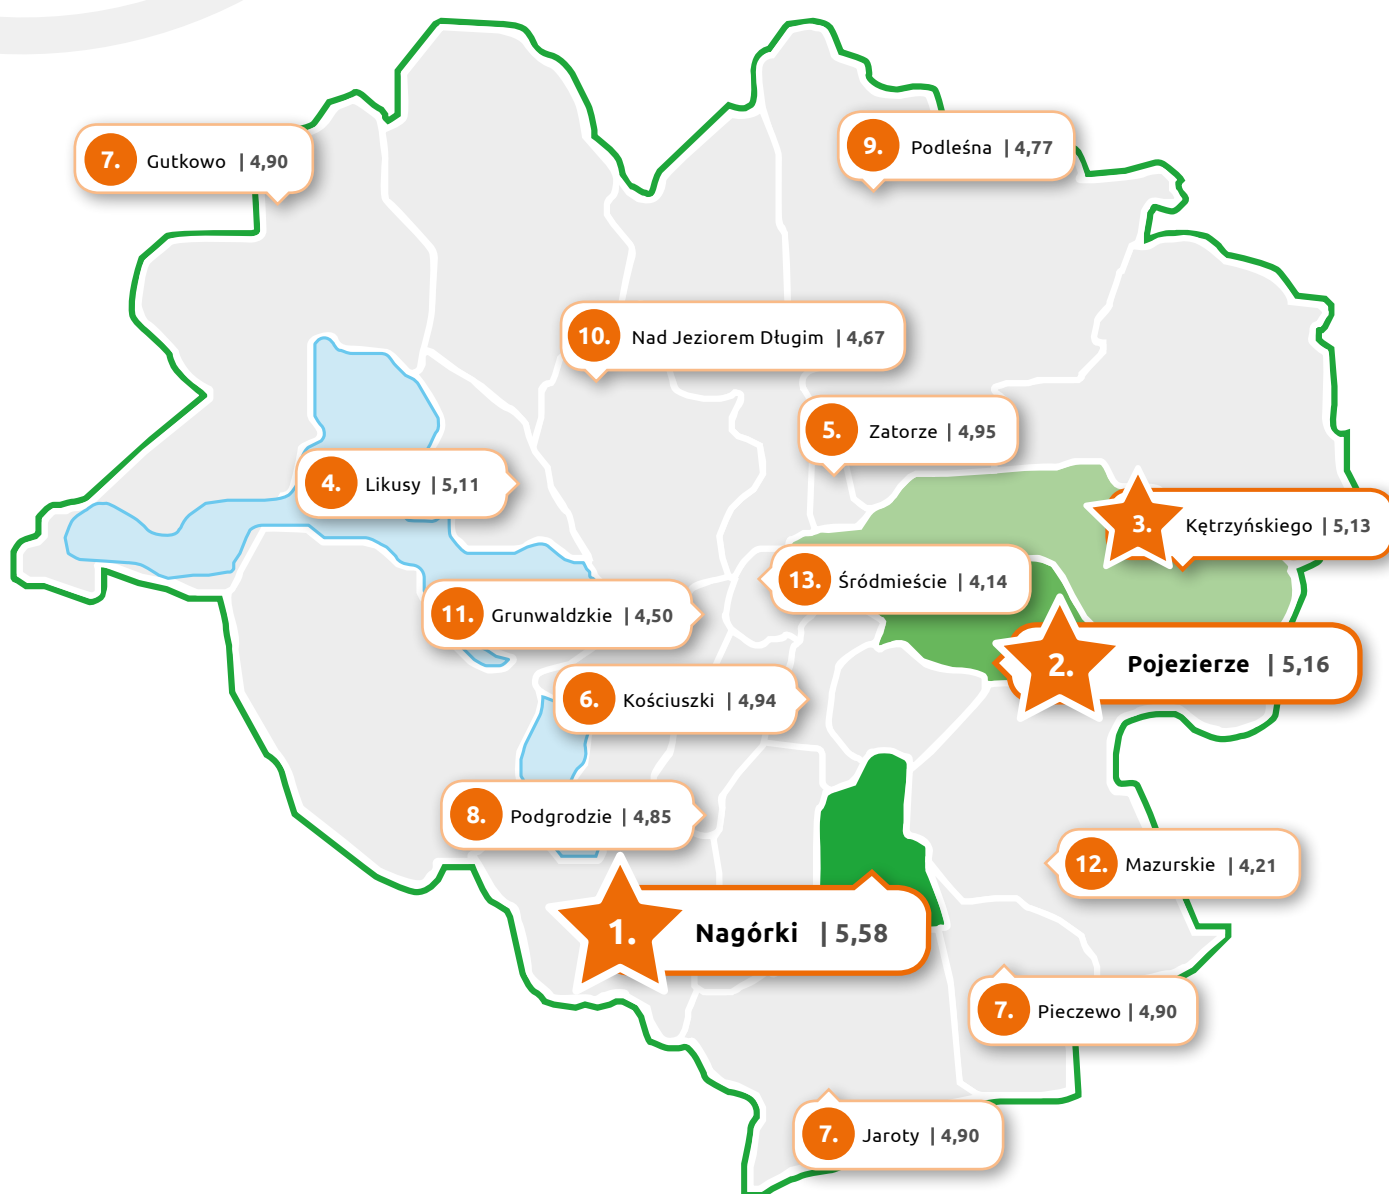 7. Gutkowo | 4,90
9. Podleśna | 4,77
10. Nad Jeziorem Długim | 4,67
5. Zatorze | 4,95
4. Likusy | 5,11
3. Kętrzyńskiego | 5,13
13. Śródmieście | 4,14
11. Grunwaldzkie | 4,50
2. Pojezierze | 5,16
6. Kościuszki | 4,94
8. Podgrodzie | 4,85
12. Mazurskie | 4,21
1. Nagórki | 5,58
7. Pieczewo | 4,90
7. Jaroty | 4,90